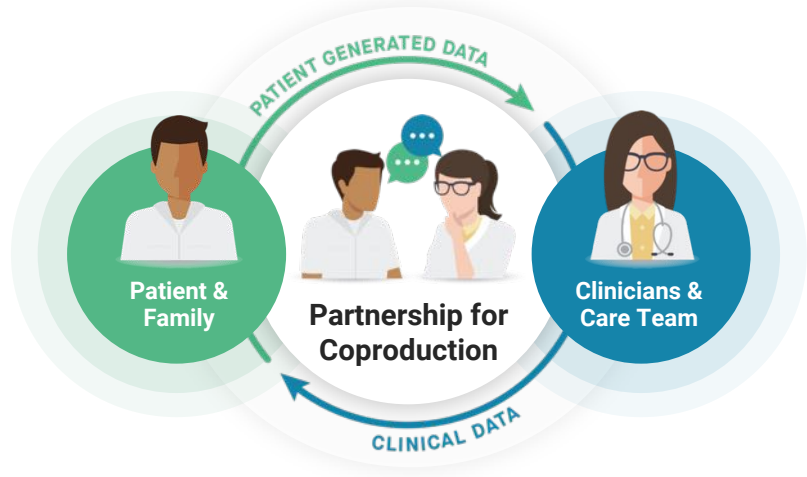 PATIENT GENERATED DATA
Patient &
Family
Partnership for
Coproduction
Clinicians &
Care Team
CLINICAL DATA